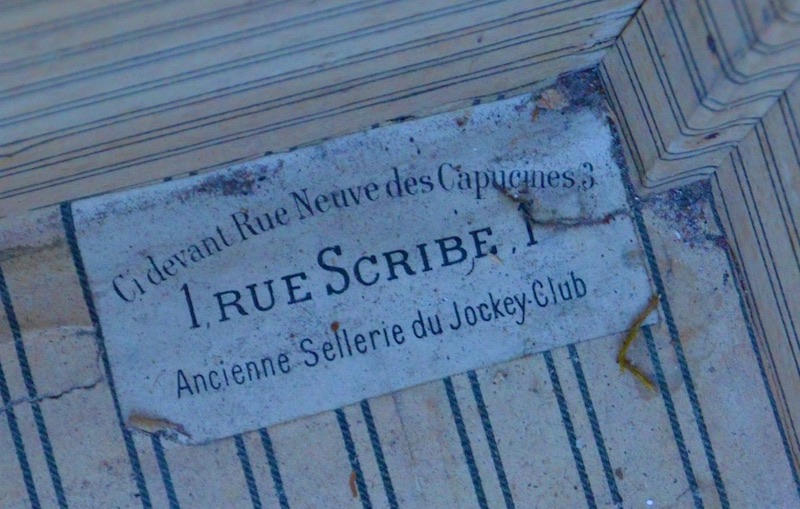 Ci devant Rue Neuve des Capucines 3
1, RUE SCRIBE, 1
Ancienne Sellerie du Jockey-Club